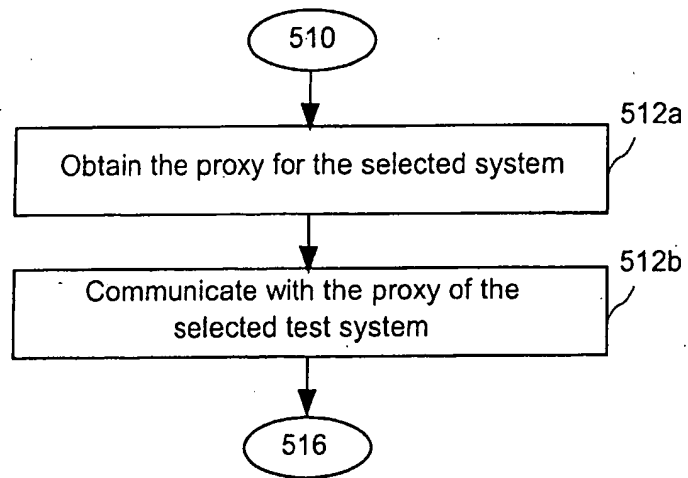 510
512a
Obtain the proxy for the selected system
512b
Communicate with the proxy of the
selected test system
516